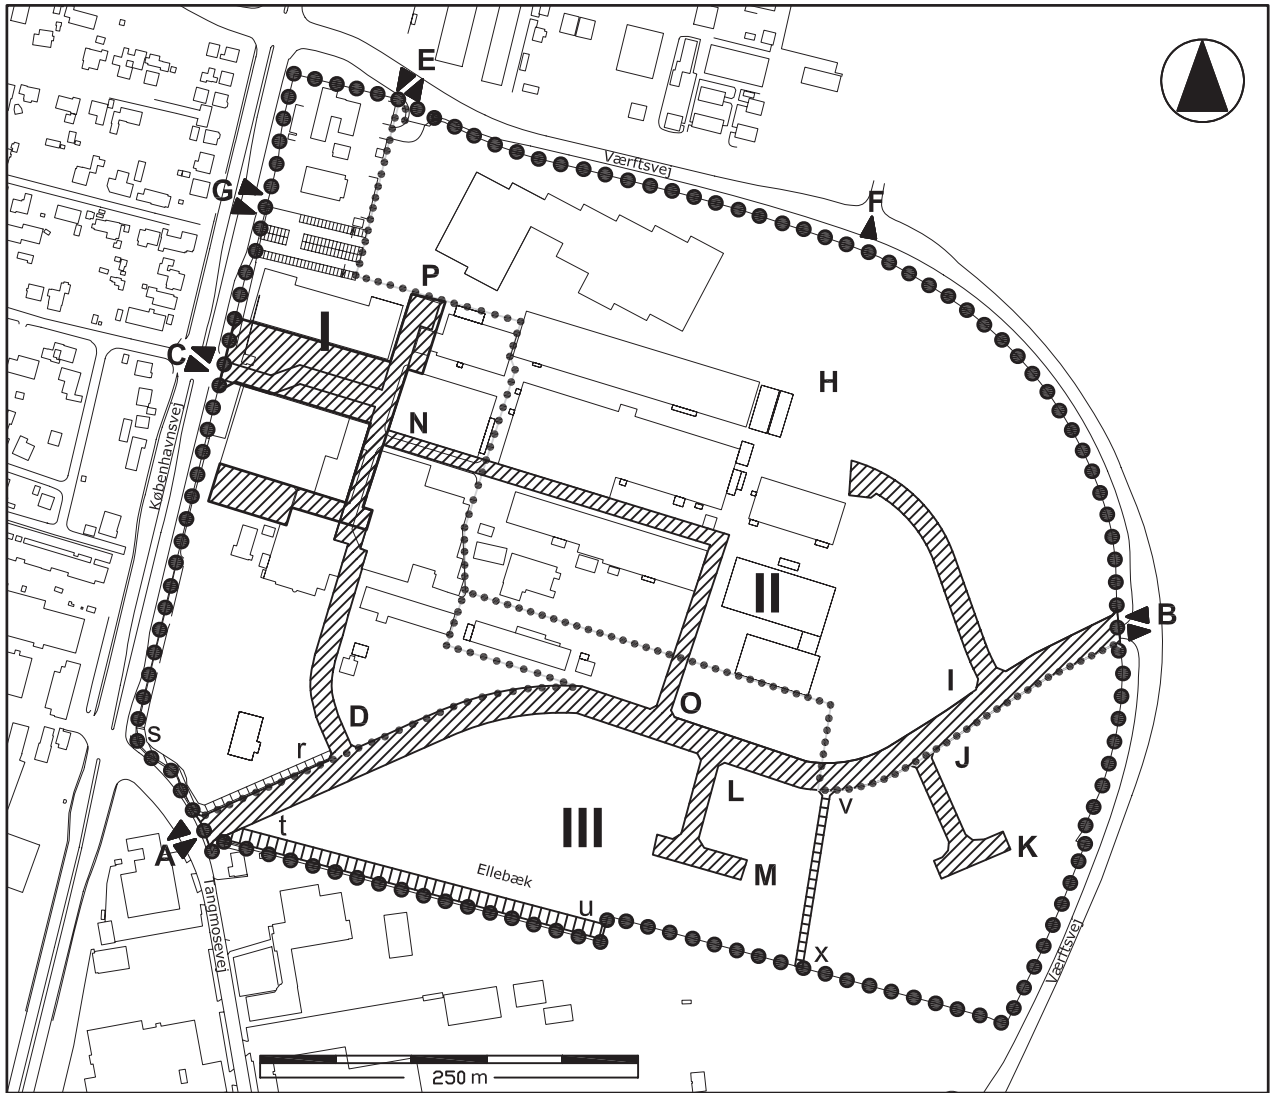 E
Værftsvej
G
F
P
I
C
H
N
Københavnsvej
II
B
I
O
D
s
r
J
L
v
t
III
A
K
M
Ellebæk
u
Tangmosevej
x
Værftsvej
250 m